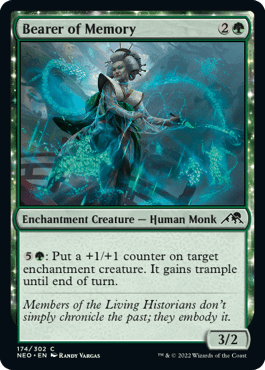 Bearer of Memory 2
Enchantment Creature — Human Monk
5: Put a +1/+1 counter on target
enchantment creature. It gains trample
until end of turn.
Members of the Living Historians don't
simply chronicle the past; they embody it.
3/2
174/302 C
NEO • EN RANDY VARGAS ™ & © 2022 Wizards of the Coast